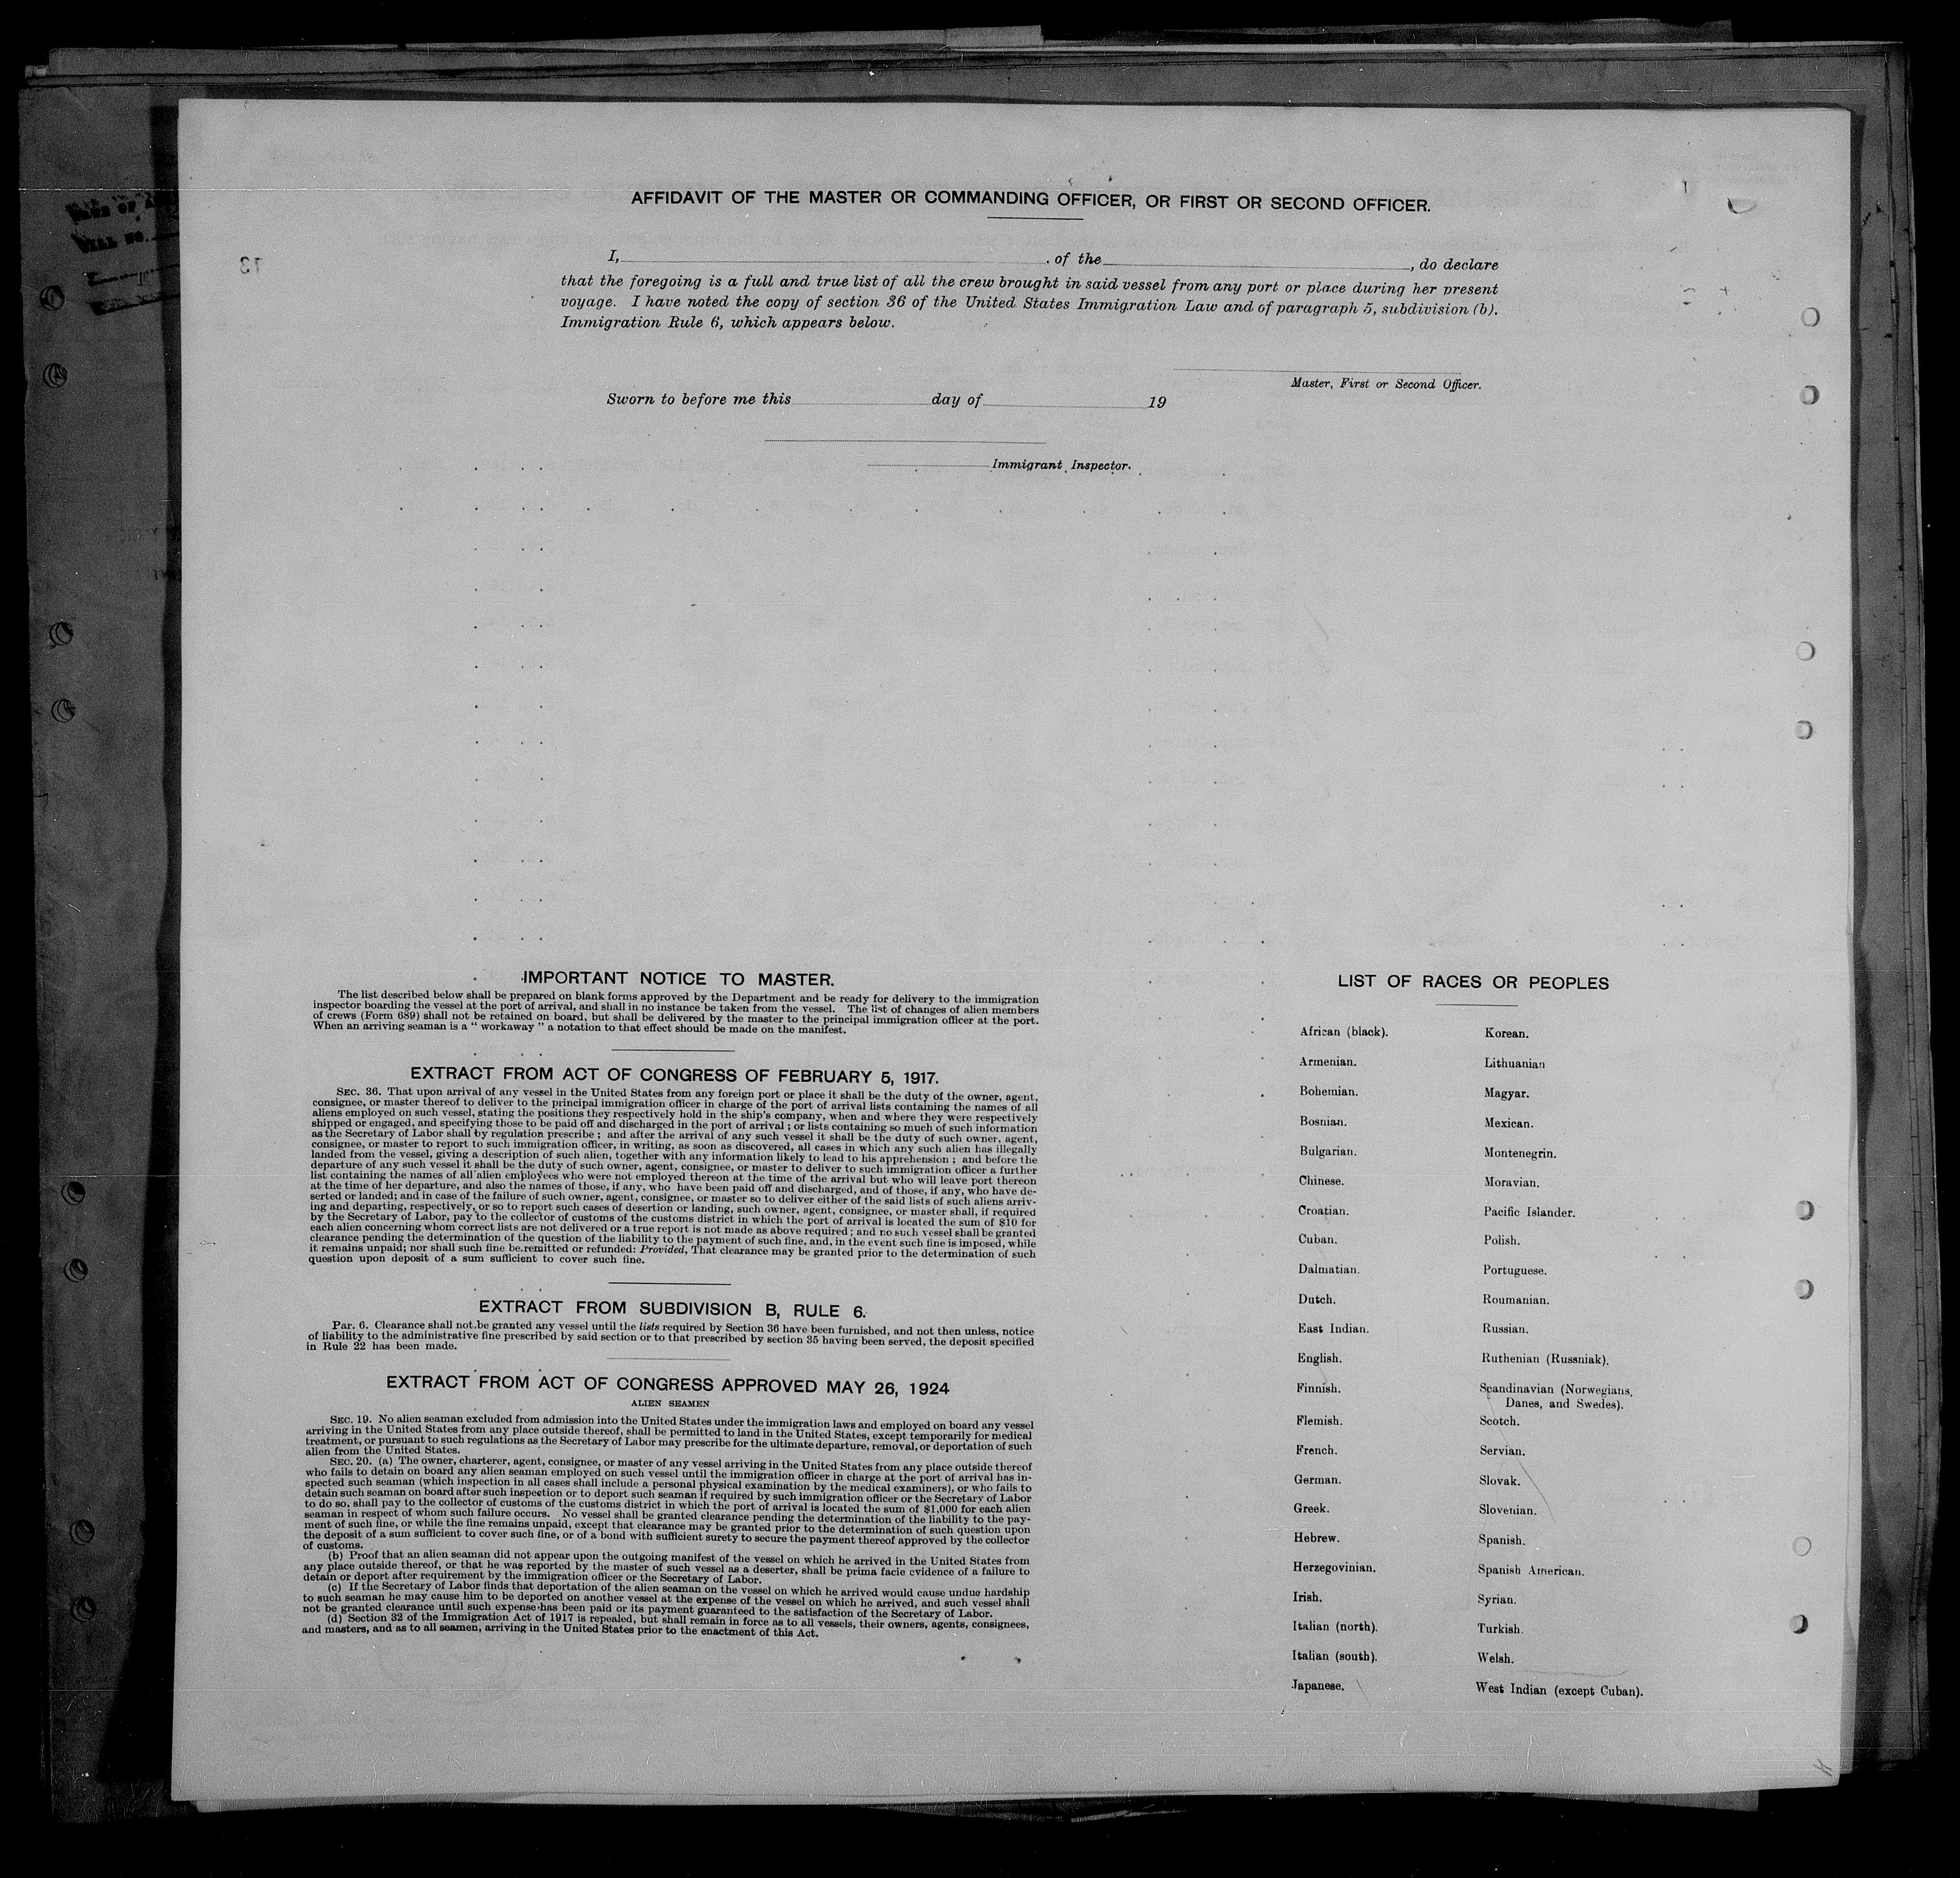 AFFIDAVIT OF THE MASTER OR COMMANDING OFFICER, OR FIRST OR SECOND OFFICER.
13
I, of the , do declare
that the foregoing is a full and true list of all the crew brought in said vessel from any port or place during her present
voyage. I have noted the copy of section 36 of the United States Immigration Law and of paragraph 5, subdivision (b).
Immigration Rule 6, which appears below.
Master, First or Second Officer.
Sworn to before me this day of 19
Immigrant Inspector.
IMPORTANT NOTICE TO MASTER.
The list described below shall be prepared on blank forms approved by the Department and be ready for delivery to the immigration
inspector boarding the vessel at the port of arrival, and shall in no instance be taken from the vessel. The list of changes of alien members
of crews (Form 689) shall not be retained on board, but shall be delivered by the master to the principal immigration officer at the port.
When an arriving seaman is a " workaway " a notation to that effect should be made on the manifest.
EXTRACT FROM ACT OF CONGRESS OF FEBRUARY 5, 1917.
SEC. 36. That upon arrival of any vessel in the United States from any foreign port or place it shall be the duty of the owner, agent,
consignee, or master thereof to deliver to the principal immigration officer in charge of the port of arrival lists containing the names of all
aliens employed on such vessel, stating the positions they respectively hold in the ship's company, when and where they were respectively
shipped or engaged, and specifying those to be paid off and discharged in the port of arrival ; or lists containing so much of such information
as the Secretary of Labor shall by regulation prescribe ; and after the arrival of any such vessel it shall be the duty of such owner, agent,
consignee, or master to report to such immigration officer, in writing, as soon as discovered, all cases in which any such alien has illegally
landed from the vessel, giving a description of such alien, together with any information likely to lead to his apprehension ; and before the
departure of any such vessel it shall be the duty of such owner, agent, consignee, or master to deliver to such immigration officer a further
list containing the names of all alien employees who were not employed thereon at the time of the arrival but who will leave port thereon
at the time of her departure, and also the names of those, if any, who have been paid off and discharged, and of those, if any, who have de-
serted or landed; and in case of the failure of such owner, agent, consignee, or master so to deliver either of the said lists of such aliens arriv-
ing and departing, respectively, or so to report such cases of desertion or landing, such owner, agent, consignee, or master shall, if required
by the Secretary of Labor, pay to the collector of customs of the customs district in which the port of arrival is located the sum of $10 for
each alien concerning whom correct lists are not delivered or a true report is not made as above required ; and no such vessel shall be granted
clearance pending the determination of the question of the liability to the payment of such fine, and, in the event such fine is imposed, while
it remains unpaid; nor shall such fine be remitted or refunded: Provided, That clearance may be granted prior to the determination of such
question upon deposit of a sum sufficient to cover such fine.
EXTRACT FROM SUBDIVISION B, RULE 6.
Par. 6. Clearance shall not be granted any vessel until the lists required by Section 36 have been furnished, and not then unless, notice
of liability to the administrative fine prescribed by said section or to that prescribed by section 35 having been served, the deposit specified
in Rule 22 has been made.
EXTRACT FROM ACT OF CONGRESS APPROVED MAY 26, 1924
ALIEN SEAMEN
SEC. 19. No alien seaman excluded from admission into the United States under the immigration laws and employed on board any vessel
arriving in the United States from any place outside thereof, shall be permitted to land in the United States, except temporarily for medical
treatment, or pursuant to such regulations as the Secretary of Labor may prescribe for the ultimate departure, removal, or deportation of such
alien from the United States.
SEC. 20. (a) The owner, charterer, agent, consignee, or master of any vessel arriving in the United States from any place outside thereof
who fails to detain on board any alien seaman employed on such vessel until the immigration officer in charge at the port of arrival has in-
spected such seaman (which inspection in all cases shall include a personal physical examination by the medical examiners), or who fails to
detain such seaman on board after such inspection or to deport such seaman if required by such immigration officer or the Secretary of Labor
to do so, shall pay to the collector of customs of the customs district in which the port of arrival is located the sum of $1,000 for each alien
seaman in respect of whom such failure occurs. No vessel shall be granted clearance pending the determination of the liability to the pay-
ment of such fine, or while the fine remains unpaid, except that clearance may be granted prior to the determination of such question upon
the deposit of a sum sufficient to cover such fine, or of a bond with sufficient surety to secure the payment thereof approved by the collector
of customs.
(b) Proof that an alien seaman did not appear upon the outgoing manifest of the vessel on which he arrived in the United States from
any place outside thereof, or that he was reported by the master of such vessel as a deserter, shall be prima facie evidence of a failure to
detain or deport after requirement by the immigration officer or the Secretary of Labor.
(c) If the Secretary of Labor finds that deportation of the alien seaman on the vessel on which he arrived would cause undue hardship
to such seaman he may cause him to be deported on another vessel at the expense of the vessel on which he arrived, and such vessel shall
not be granted clearance until such expense has been paid or its payment guaranteed to the satisfaction of the Secretary of Labor.
(d) Section 32 of the Immigration Act of 1917 is repealed, but shall remain in force as to all vessels, their owners, agents, consignees,
and masters, and as to all seamen, arriving in the United States prior to the enactment of this Act.
LIST OF RACES OR PEOPLES
African (black). Korean.
Armenian. Lithuanian
Bohemian. Magyar.
Bosnian. Mexican.
Bulgarian. Montenegrin.
Chinese. Moravian.
Croatian. Pacific Islander.
Cuban. Polish.
Dalmatian. Portuguese.
Dutch. Roumanian.
East Indian. Russian.
English. Ruthenian (Russniak).
Finnish. Scandinavian (Norwegians,
Danes, and Swedes).
Flemish. Scotch.
French. Servian.
German. Slovak.
Greek. Slovenian.
Hebrew. Spanish.
Herzegovinian. Spanish American.
Irish. Syrian.
Italian (north). Turkish.
Italian (south). Welsh.
Japanese. West Indian (except Cuban).